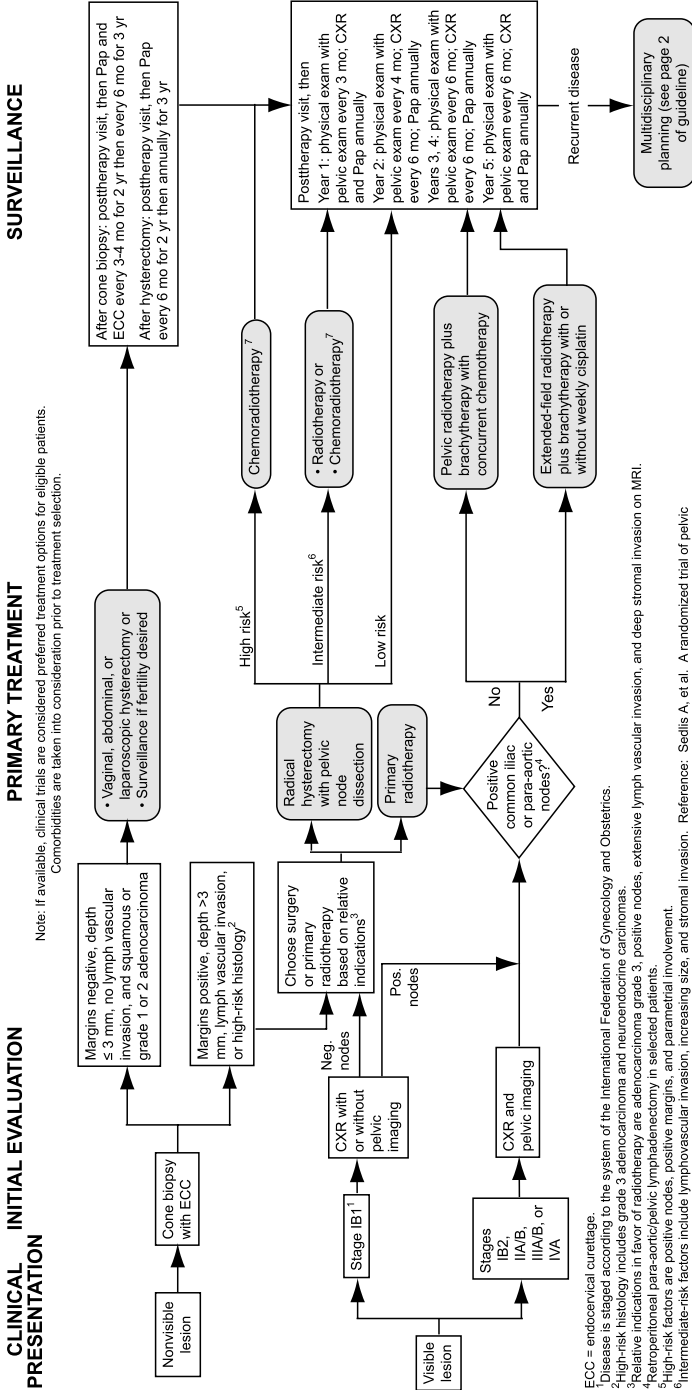 CLINICAL
PRESENTATION
INITIAL EVALUATION
PRIMARY TREATMENT
SURVEILLANCE
Note: If available, clinical trials are considered preferred treatment options for eligible patients.
Comorbidities are taken into consideration prior to treatment selection.
Nonvisible
lesion
Cone biopsy
with ECC
Margins negative, depth
≤ 3 mm, no lymph vascular
invasion, and squamous or
grade 1 or 2 adenocarcinoma
• Vaginal, abdominal, or
laparoscopic hysterectomy or
• Surveillance if fertility desired
After cone biopsy: posttherapy visit, then Pap and
ECC every 3-4 mo for 2 yr then every 6 mo for 3 yr
After hysterectomy: posttherapy visit, then Pap
every 6 mo for 2 yr then annually for 3 yr
Margins positive, depth >3
mm, lymph vascular invasion,
or high-risk histology2
Visible
lesion
Stage IB11
CXR with
or without
pelvic
imaging
Neg.
nodes
Pos.
nodes
Choose surgery
or primary
radiotherapy
based on relative
indications3
Radical
hysterectomy
with pelvic
node
dissection
Primary
radiotherapy
High risk5
Intermediate risk6
Low risk
Chemoradiotherapy7
• Radiotherapy or
• Chemoradiotherapy7
Stages
IB2,
IIA/B,
IIIA/B, or
IVA
CXR and
pelvic imaging
Positive
common iliac
or para-aortic
nodes?4
No
Yes
Pelvic radiotherapy plus
brachytherapy with
concurrent chemotherapy
Extended-field radiotherapy
plus brachytherapy with or
without weekly cisplatin
Posttherapy visit, then
Year 1: physical exam with
pelvic exam every 3 mo; CXR
and Pap annually
Year 2: physical exam with
pelvic exam every 4 mo; CXR
every 6 mo; Pap annually
Years 3, 4: physical exam with
pelvic exam every 6 mo; CXR
every 6 mo; Pap annually
Year 5: physical exam with
pelvic exam every 6 mo; CXR
and Pap annually
Recurrent disease
Multidisciplinary
planning (see page 2
of guideline)
ECC = endocervical curettage.
1Disease is staged according to the system of the International Federation of Gynecology and Obstetrics.
2High-risk histology includes grade 3 adenocarcinoma and neuroendocrine carcinomas.
3Relative indications in favor of radiotherapy are adenocarcinoma grade 3, positive nodes, extensive lymph vascular invasion, and deep stromal invasion on MRI.
4Retroperitoneal para-aortic/pelvic lymphadenectomy in selected patients.
5High-risk factors are positive nodes, positive margins, and parametrial involvement.
6Intermediate-risk factors include lymphovascular invasion, increasing size, and stromal invasion. Reference: Sedlis A, et al. A randomized trial of pelvic